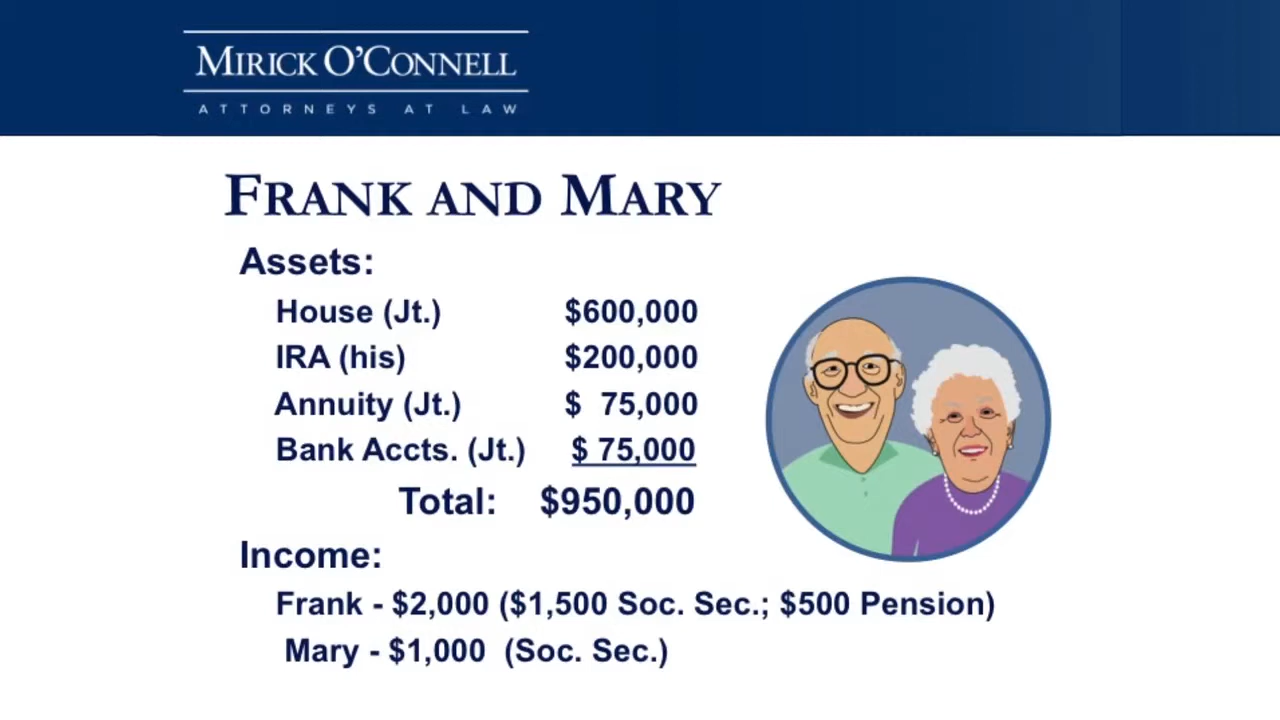 MIRICK O'CONNELL
ATTORNEYS AT LAW
FRANK AND MARY
Assets:
House (Jt.) $600,000
IRA (his) $200,000
Annuity (Jt.) $ 75,000
Bank Accts. (Jt.) $ 75,000
Total: $950,000
Income:
Frank - $2,000 ($1,500 Soc. Sec.; $500 Pension)
Mary - $1,000 (Soc. Sec.)